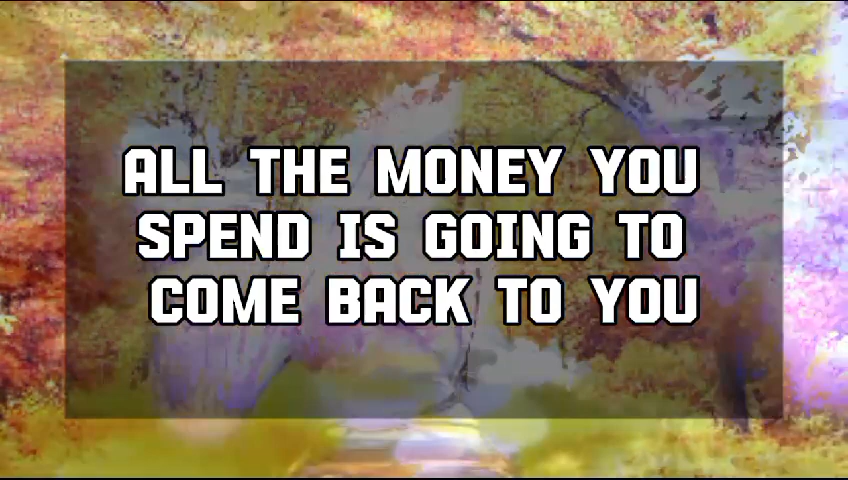 ALL THE MONEY YOU
SPEND IS GOING TO
COME BACK TO YOU